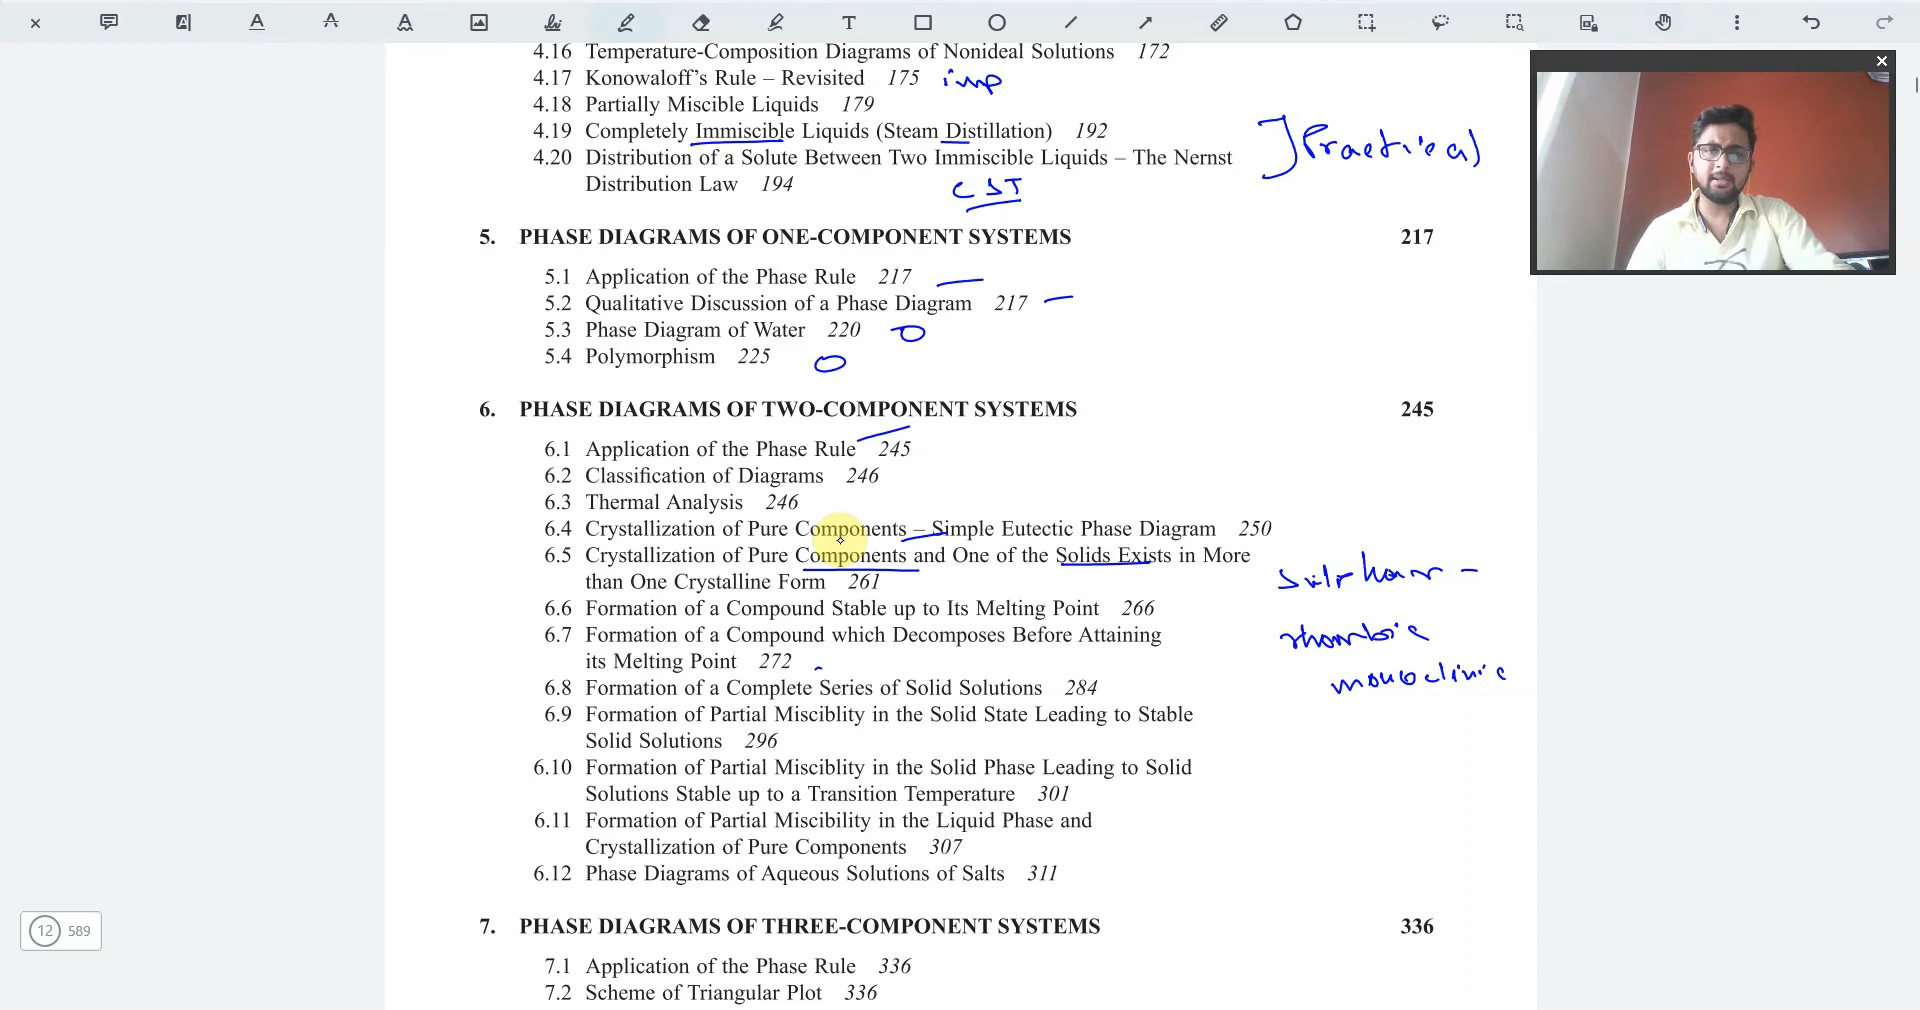 4.16 Temperature-Composition Diagrams of Nonideal Solutions 172
4.17 Konowaloff's Rule – Revisited 175 imp
4.18 Partially Miscible Liquids 179
4.19 Completely Immiscible Liquids (Steam Distillation) 192
4.20 Distribution of a Solute Between Two Immiscible Liquids – The Nernst
Distribution Law 194
Practical
CST
5. PHASE DIAGRAMS OF ONE-COMPONENT SYSTEMS 217
5.1 Application of the Phase Rule 217
5.2 Qualitative Discussion of a Phase Diagram 217
5.3 Phase Diagram of Water 220
5.4 Polymorphism 225
6. PHASE DIAGRAMS OF TWO-COMPONENT SYSTEMS 245
6.1 Application of the Phase Rule 245
6.2 Classification of Diagrams 246
6.3 Thermal Analysis 246
6.4 Crystallization of Pure Components – Simple Eutectic Phase Diagram 250
6.5 Crystallization of Pure Components and One of the Solids Exists in More
than One Crystalline Form 261
6.6 Formation of a Compound Stable up to Its Melting Point 266
6.7 Formation of a Compound which Decomposes Before Attaining
its Melting Point 272
rhombic
monoclinic
6.8 Formation of a Complete Series of Solid Solutions 284
6.9 Formation of Partial Misciblity in the Solid State Leading to Stable
Solid Solutions 296
6.10 Formation of Partial Misciblity in the Solid Phase Leading to Solid
Solutions Stable up to a Transition Temperature 301
6.11 Formation of Partial Miscibility in the Liquid Phase and
Crystallization of Pure Components 307
6.12 Phase Diagrams of Aqueous Solutions of Salts 311
7. PHASE DIAGRAMS OF THREE-COMPONENT SYSTEMS 336
12 589
7.1 Application of the Phase Rule 336
7.2 Scheme of Triangular Plot 336